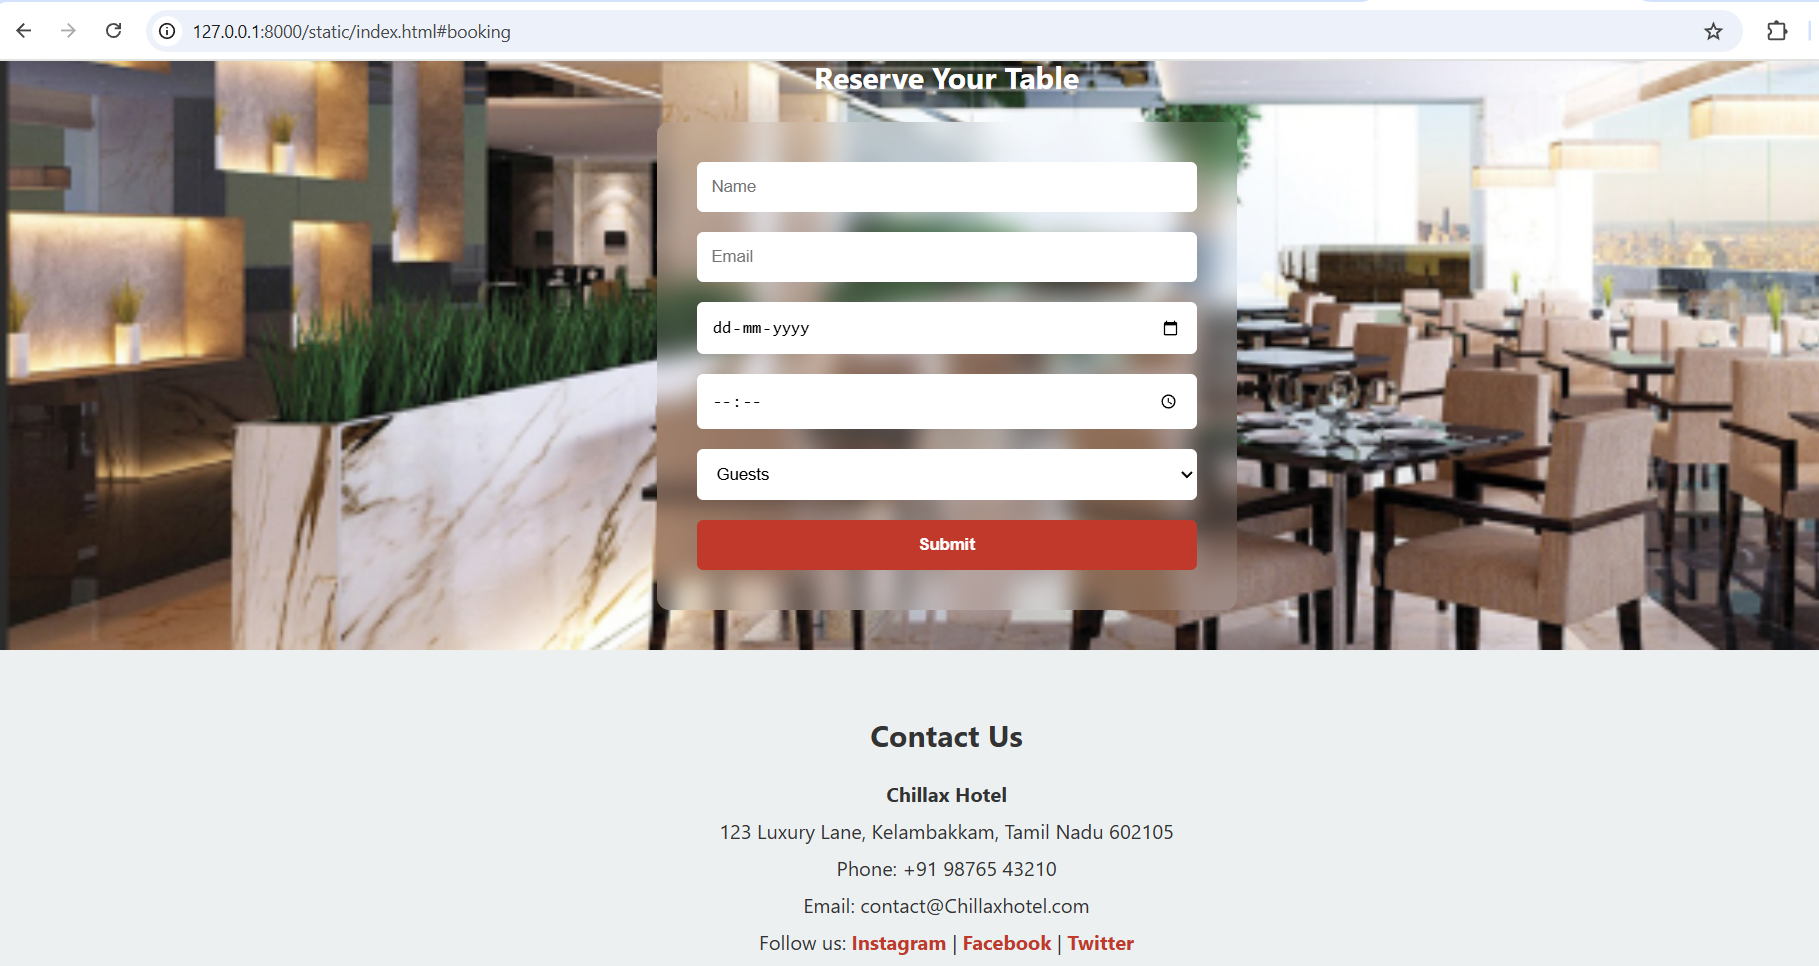 127.0.0.1:8000/static/index.html#booking
Reserve Your Table
Name
Email
dd-mm-yyyy
--:--
Guests
Submit
Contact Us
Chillax Hotel
123 Luxury Lane, Kelambakkam, Tamil Nadu 602105
Phone: +91 98765 43210
Email: contact@Chillaxhotel.com
Follow us: Instagram | Facebook | Twitter